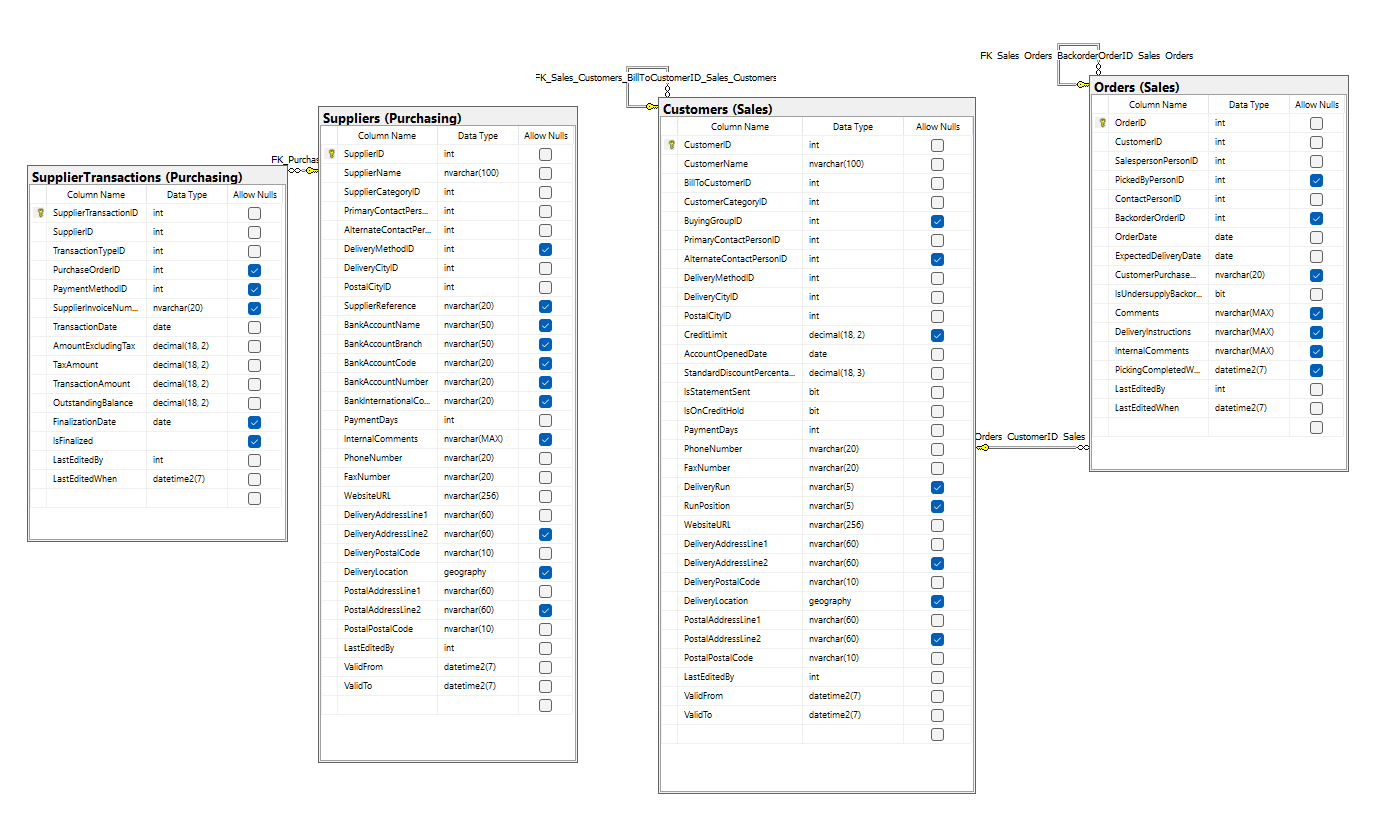 FK_Sales_Orders_BackorderOrderID_Sales_Orders
FK_Sales_Customers_BillToCustomerID_Sales_Customers
FK_Purchas
Orders_CustomerID_Sales
SupplierTransactions (Purchasing)
Column Name Data Type Allow Nulls
SupplierTransactionID int
SupplierID int
TransactionTypeID int
PurchaseOrderID int
PaymentMethodID int
SupplierInvoiceNum... nvarchar(20)
TransactionDate date
AmountExcludingTax decimal(18, 2)
TaxAmount decimal(18, 2)
TransactionAmount decimal(18, 2)
OutstandingBalance decimal(18, 2)
FinalizationDate date
IsFinalized
LastEditedBy int
LastEditedWhen datetime2(7)
Suppliers (Purchasing)
Column Name Data Type Allow Nulls
SupplierID int
SupplierName nvarchar(100)
SupplierCategoryID int
PrimaryContactPers... int
AlternateContactPer... int
DeliveryMethodID int
DeliveryCityID int
PostalCityID int
SupplierReference nvarchar(20)
BankAccountName nvarchar(50)
BankAccountBranch nvarchar(50)
BankAccountCode nvarchar(20)
BankAccountNumber nvarchar(20)
BankInternationalCo... nvarchar(20)
PaymentDays int
InternalComments nvarchar(MAX)
PhoneNumber nvarchar(20)
FaxNumber nvarchar(20)
WebsiteURL nvarchar(256)
DeliveryAddressLine1 nvarchar(60)
DeliveryAddressLine2 nvarchar(60)
DeliveryPostalCode nvarchar(10)
DeliveryLocation geography
PostalAddressLine1 nvarchar(60)
PostalAddressLine2 nvarchar(60)
PostalPostalCode nvarchar(10)
LastEditedBy int
ValidFrom datetime2(7)
ValidTo datetime2(7)
Customers (Sales)
Column Name Data Type Allow Nulls
CustomerID int
CustomerName nvarchar(100)
BillToCustomerID int
CustomerCategoryID int
BuyingGroupID int
PrimaryContactPersonID int
AlternateContactPersonID int
DeliveryMethodID int
DeliveryCityID int
PostalCityID int
CreditLimit decimal(18, 2)
AccountOpenedDate date
StandardDiscountPercenta... decimal(18, 3)
IsStatementSent bit
IsOnCreditHold bit
PaymentDays int
PhoneNumber nvarchar(20)
FaxNumber nvarchar(20)
DeliveryRun nvarchar(5)
RunPosition nvarchar(5)
WebsiteURL nvarchar(256)
DeliveryAddressLine1 nvarchar(60)
DeliveryAddressLine2 nvarchar(60)
DeliveryPostalCode nvarchar(10)
DeliveryLocation geography
PostalAddressLine1 nvarchar(60)
PostalAddressLine2 nvarchar(60)
PostalPostalCode nvarchar(10)
LastEditedBy int
ValidFrom datetime2(7)
ValidTo datetime2(7)
Orders (Sales)
Column Name Data Type Allow Nulls
OrderID int
CustomerID int
SalespersonPersonID int
PickedByPersonID int
ContactPersonID int
BackorderOrderID int
OrderDate date
ExpectedDeliveryDate date
CustomerPurchase... nvarchar(20)
IsUndersupplyBackor... bit
Comments nvarchar(MAX)
DeliveryInstructions nvarchar(MAX)
InternalComments nvarchar(MAX)
PickingCompletedW... datetime2(7)
LastEditedBy int
LastEditedWhen datetime2(7)